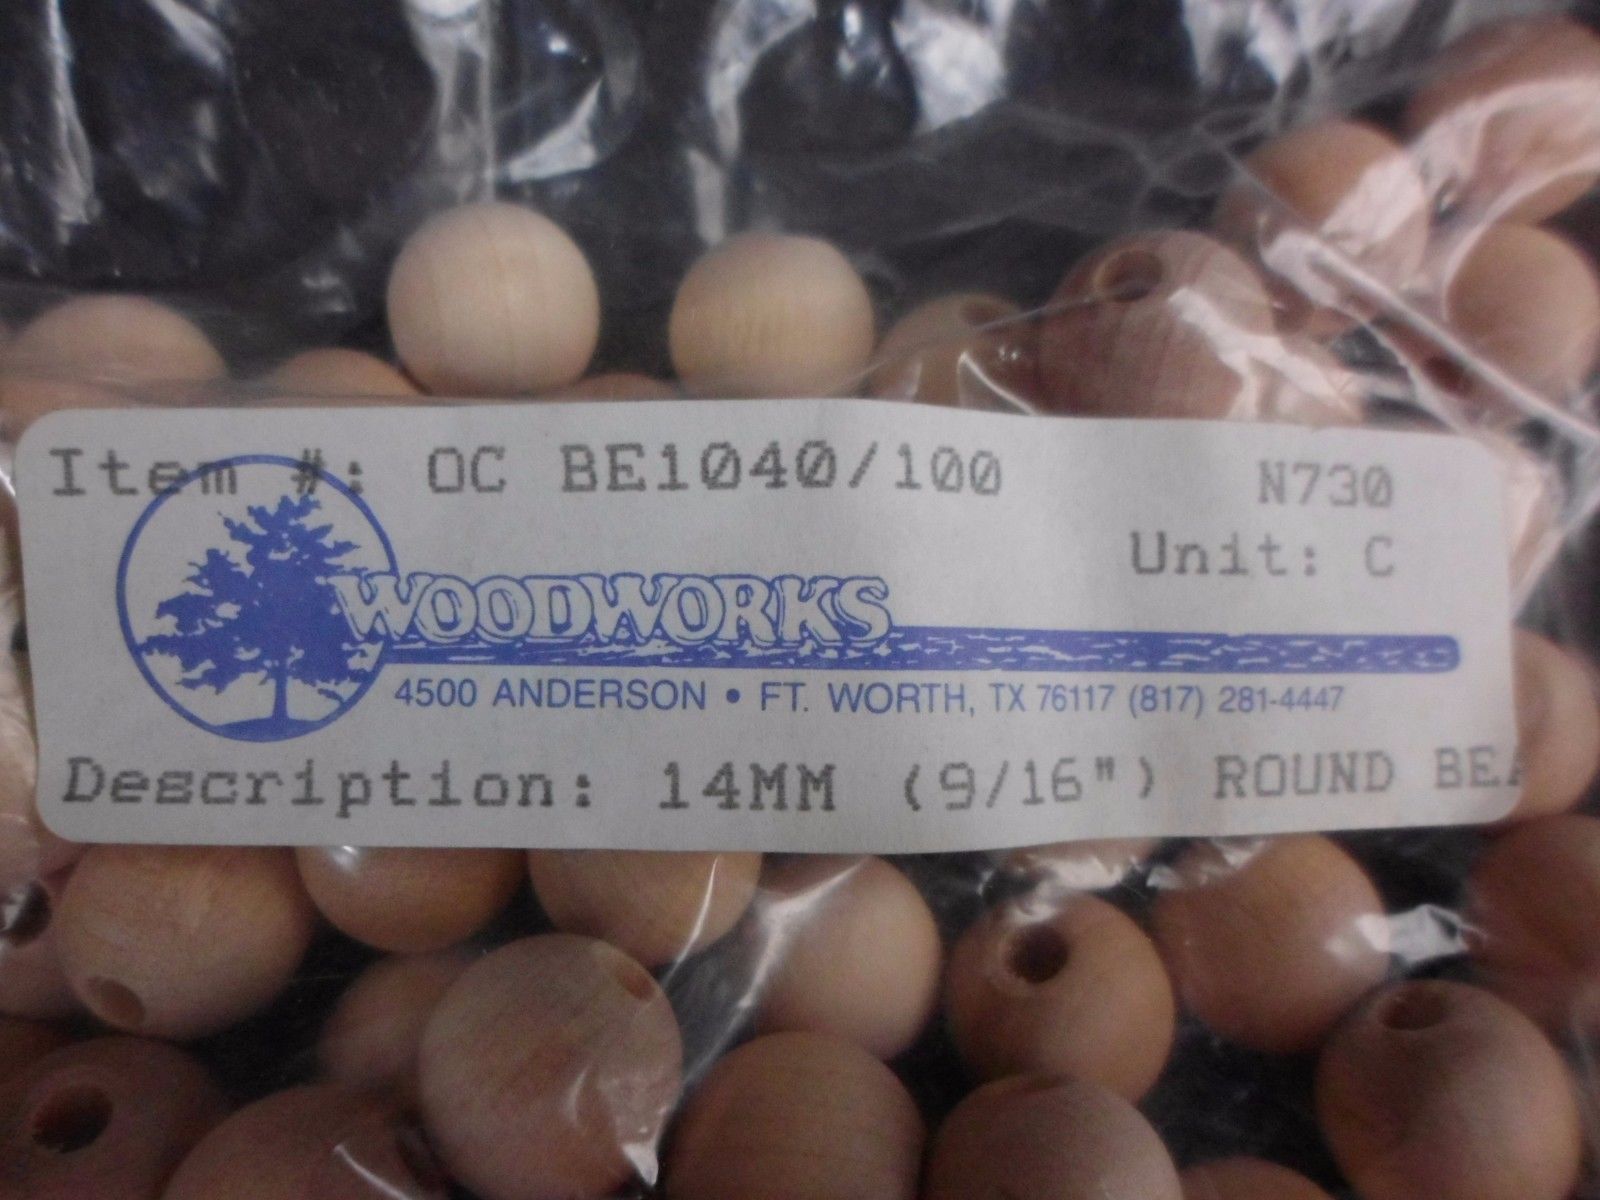 Item #: OC BE1040/100 N730
Unit: C
WOODWORKS
4500 ANDERSON • FT. WORTH, TX 76117 (817) 281-4447
Description: 14MM (9/16") ROUND BEA